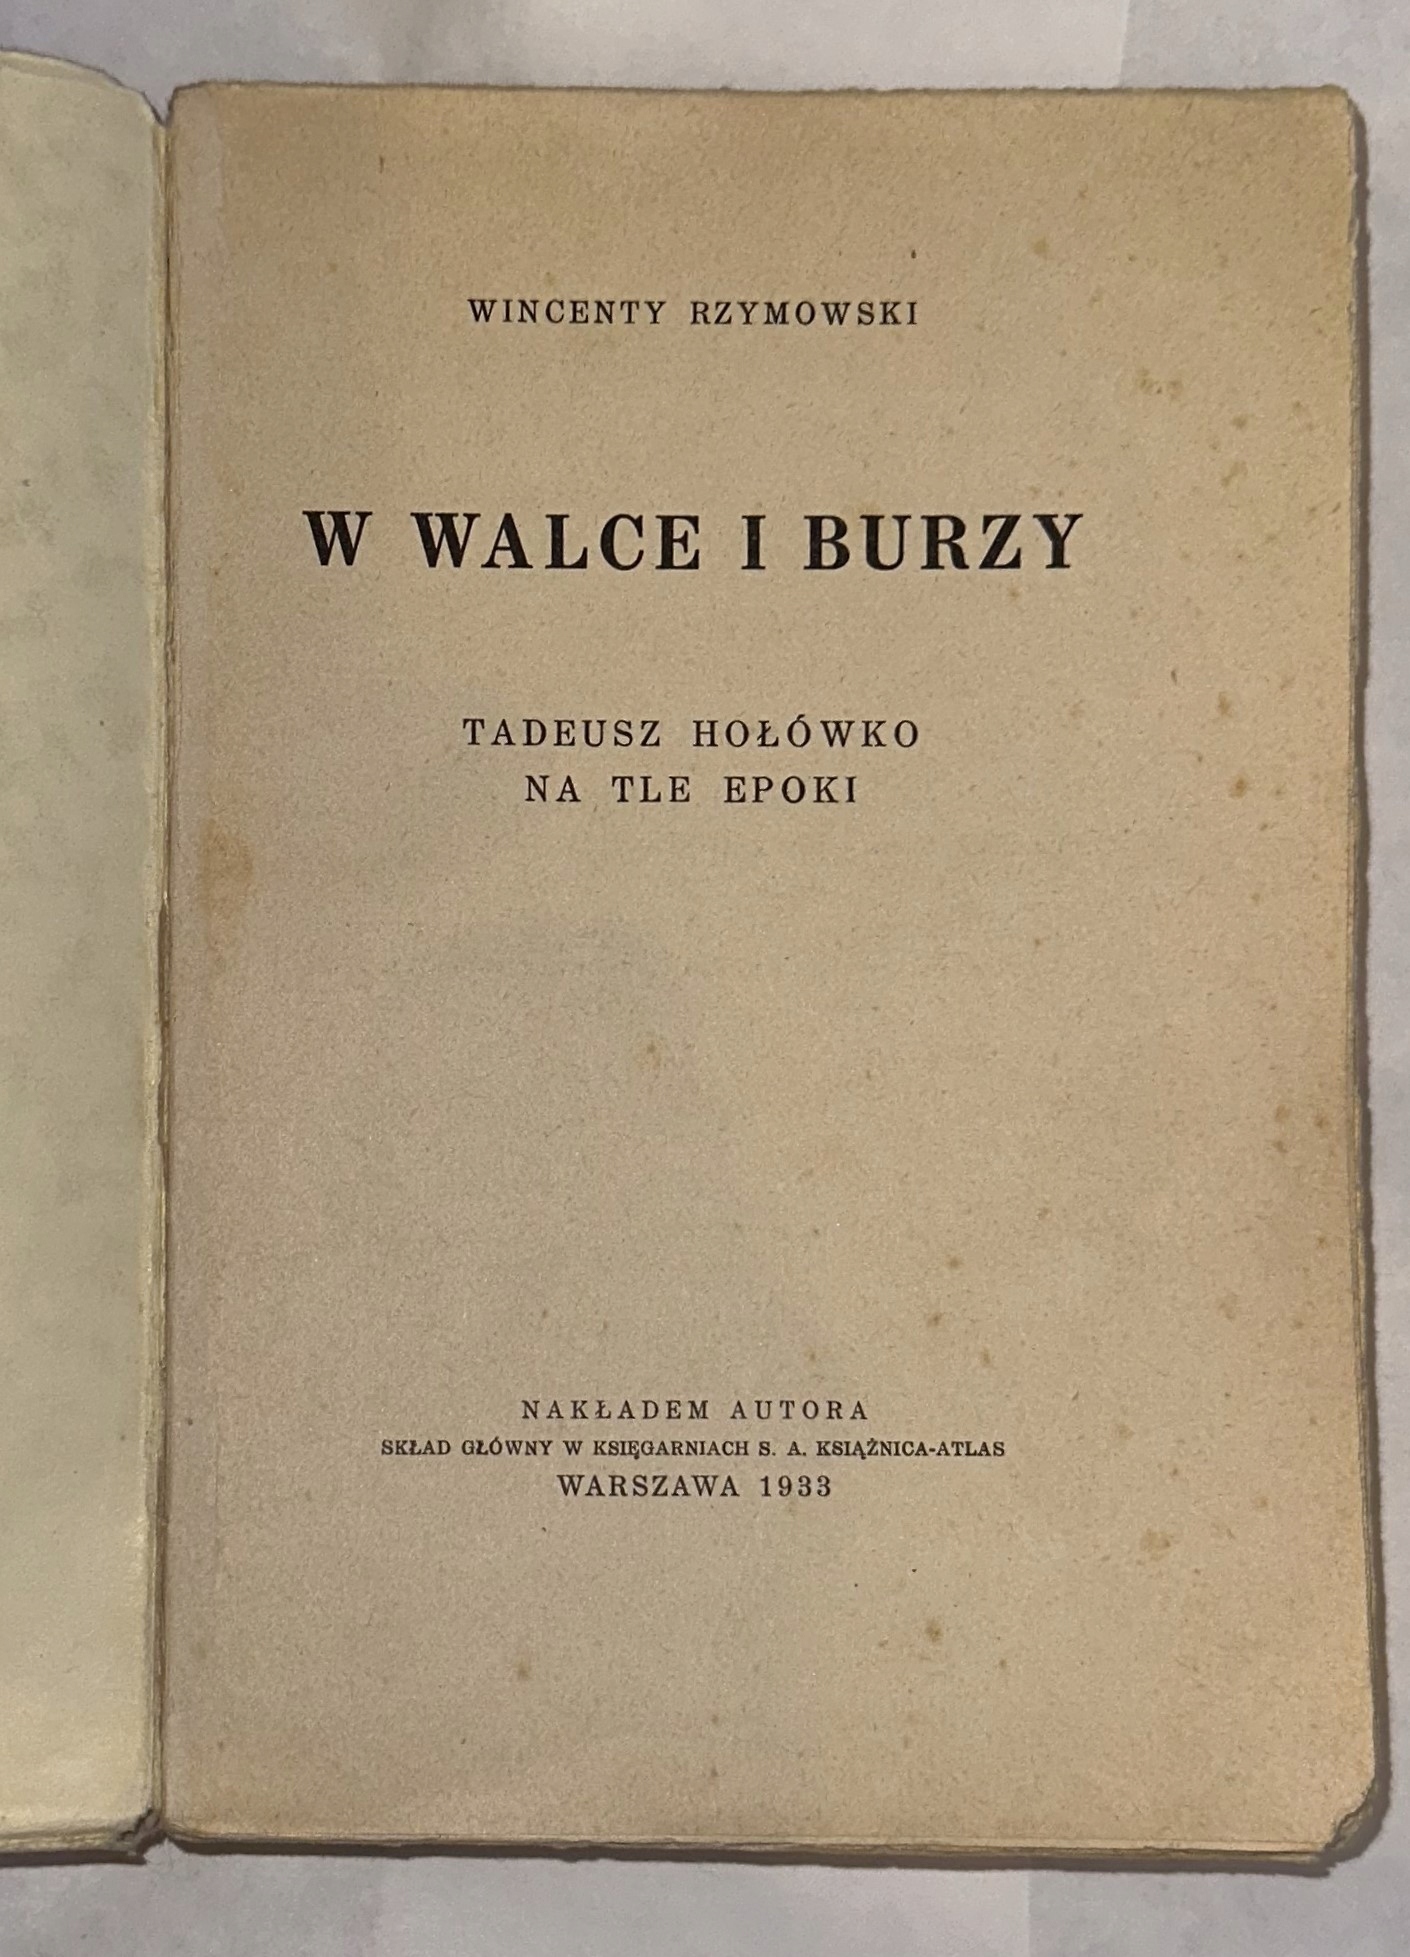 WINCENTY RZYMOWSKI
W WALCE I BURZY
TADEUSZ HOŁÓWKO
NA TLE EPOKI
NAKŁADEM AUTORA
SKŁAD GŁÓWNY W KSIĘGARNIACH S. A. KSIĄŻNICA-ATLAS
WARSZAWA 1933